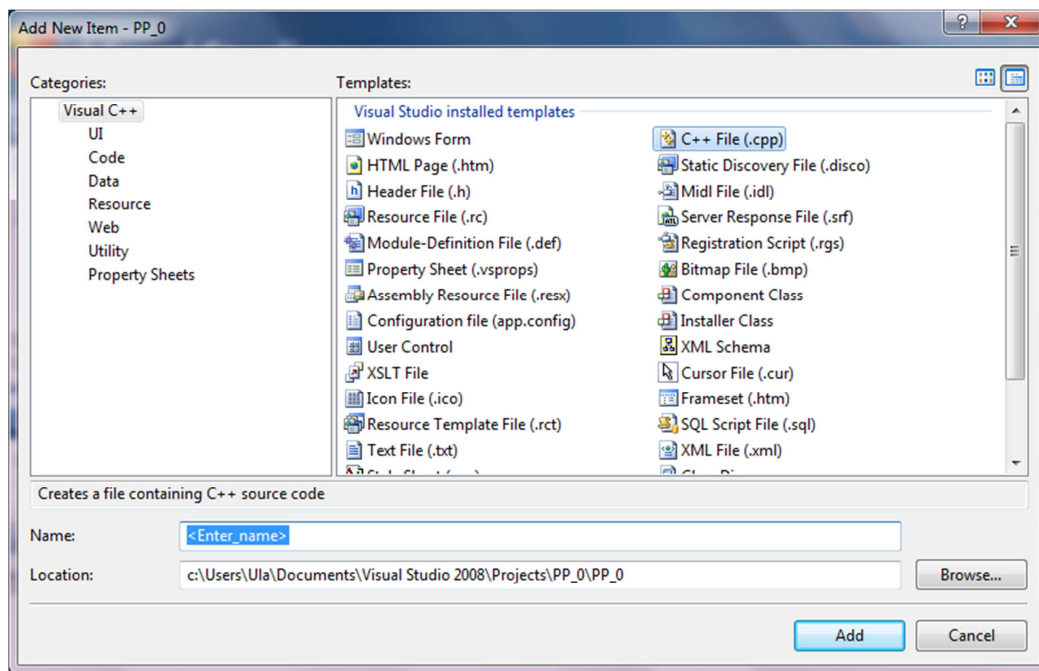 Add New Item - PP_0
Categories:
Templates:
Visual C++
UI
Code
Data
Resource
Web
Utility
Property Sheets
Visual Studio installed templates
Windows Form
C++ File (.cpp)
HTML Page (.htm)
Static Discovery File (.disco)
Header File (.h)
Midl File (.idl)
Resource File (.rc)
Server Response File (.srf)
Module-Definition File (.def)
Registration Script (.rgs)
Property Sheet (.vsprops)
Bitmap File (.bmp)
Assembly Resource File (.resx)
Component Class
Configuration file (app.config)
Installer Class
User Control
XML Schema
XSLT File
Cursor File (.cur)
Icon File (.ico)
Frameset (.htm)
Resource Template File (.rct)
SQL Script File (.sql)
Text File (.txt)
XML File (.xml)
Creates a file containing C++ source code
Name:
<Enter_name>
Location:
c:\Users\Ula\Documents\Visual Studio 2008\Projects\PP_0\PP_0
Browse...
Add
Cancel